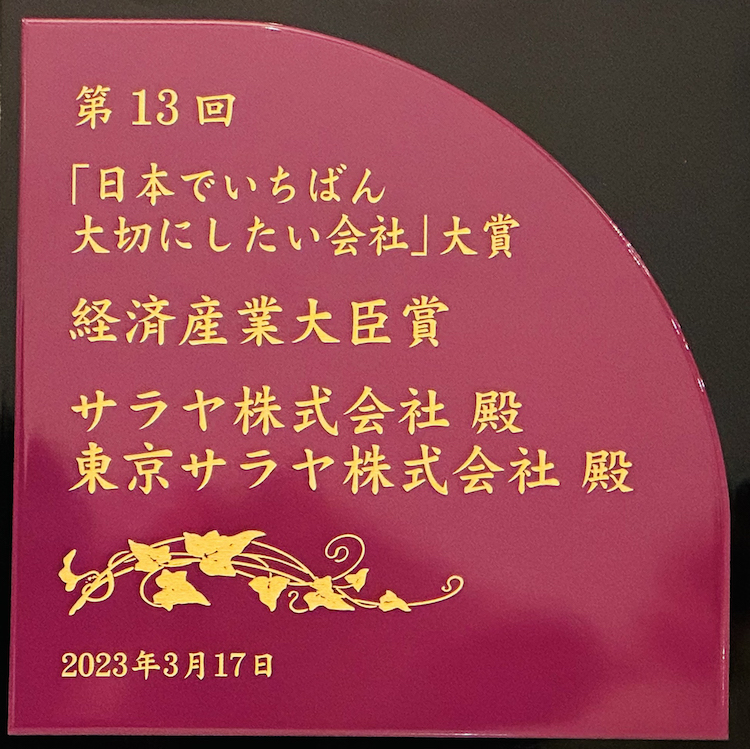 第13回
「日本でいちばん
大切にしたい会社」大賞
経済産業大臣賞
サラヤ株式会社 殿
東京サラヤ株式会社 殿
2023年3月17日